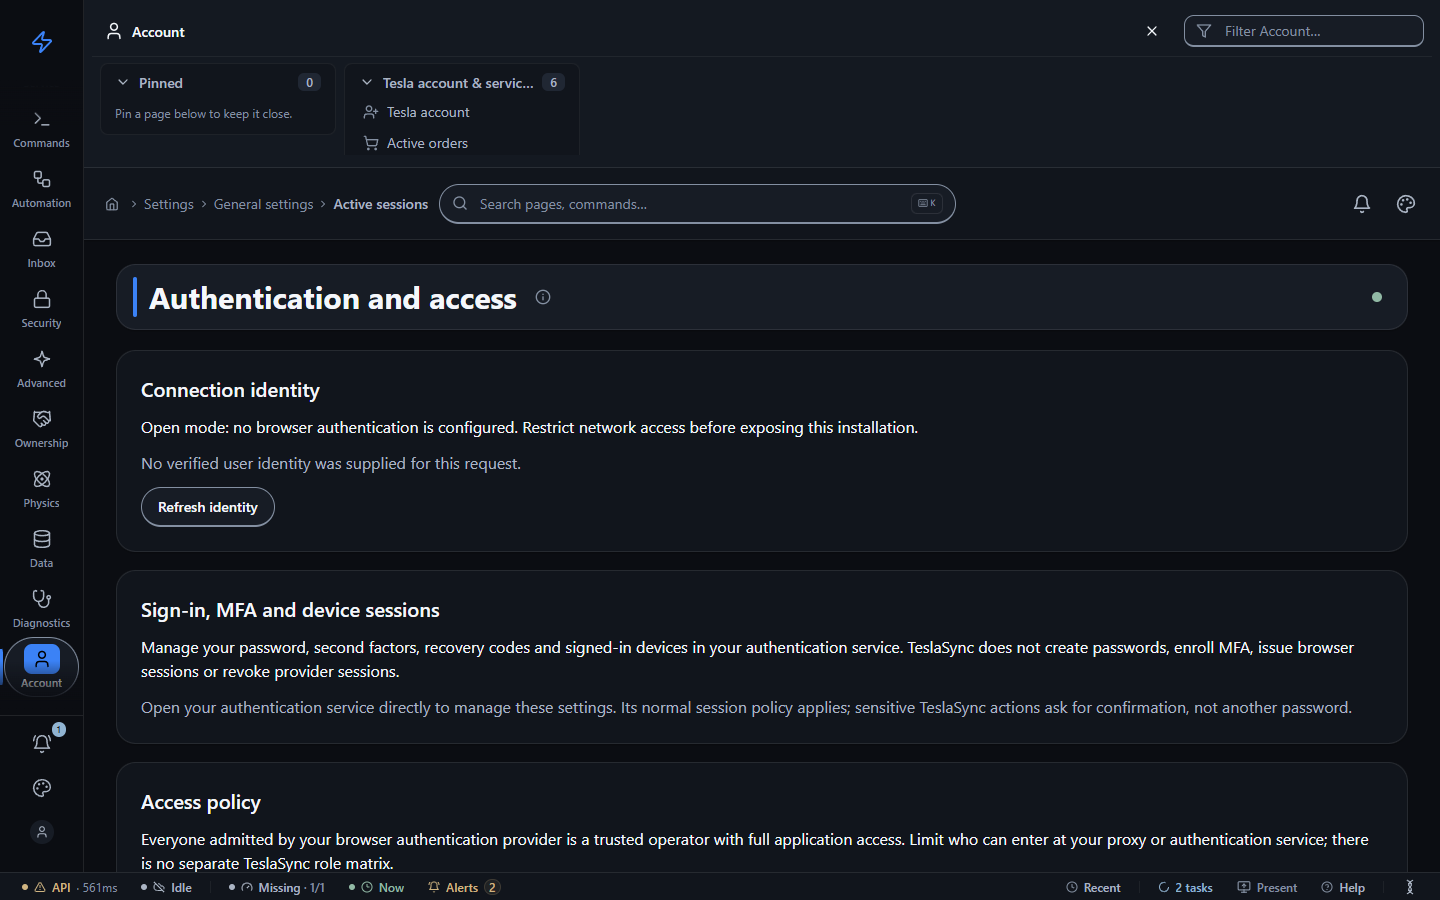 Account
Filter Account...
Pinned
0
Pin a page below to keep it close.
Tesla account & servic...
6
Tesla account
Active orders
Commands
Automation
Inbox
Security
Advanced
Ownership
Physics
Data
Diagnostics
Account
1
Settings
General settings
Active sessions
Search pages, commands...
K
Authentication and access
Connection identity
Open mode: no browser authentication is configured. Restrict network access before exposing this installation.
No verified user identity was supplied for this request.
Refresh identity
Sign-in, MFA and device sessions
Manage your password, second factors, recovery codes and signed-in devices in your authentication service. TeslaSync does not create passwords, enroll MFA, issue browser
sessions or revoke provider sessions.
Open your authentication service directly to manage these settings. Its normal session policy applies; sensitive TeslaSync actions ask for confirmation, not another password.
Access policy
Everyone admitted by your browser authentication provider is a trusted operator with full application access. Limit who can enter at your proxy or authentication service; there
is no separate TeslaSync role matrix.
API · 561ms
Idle
Missing · 1/1
Now
Alerts 2
Recent
2 tasks
Present
Help